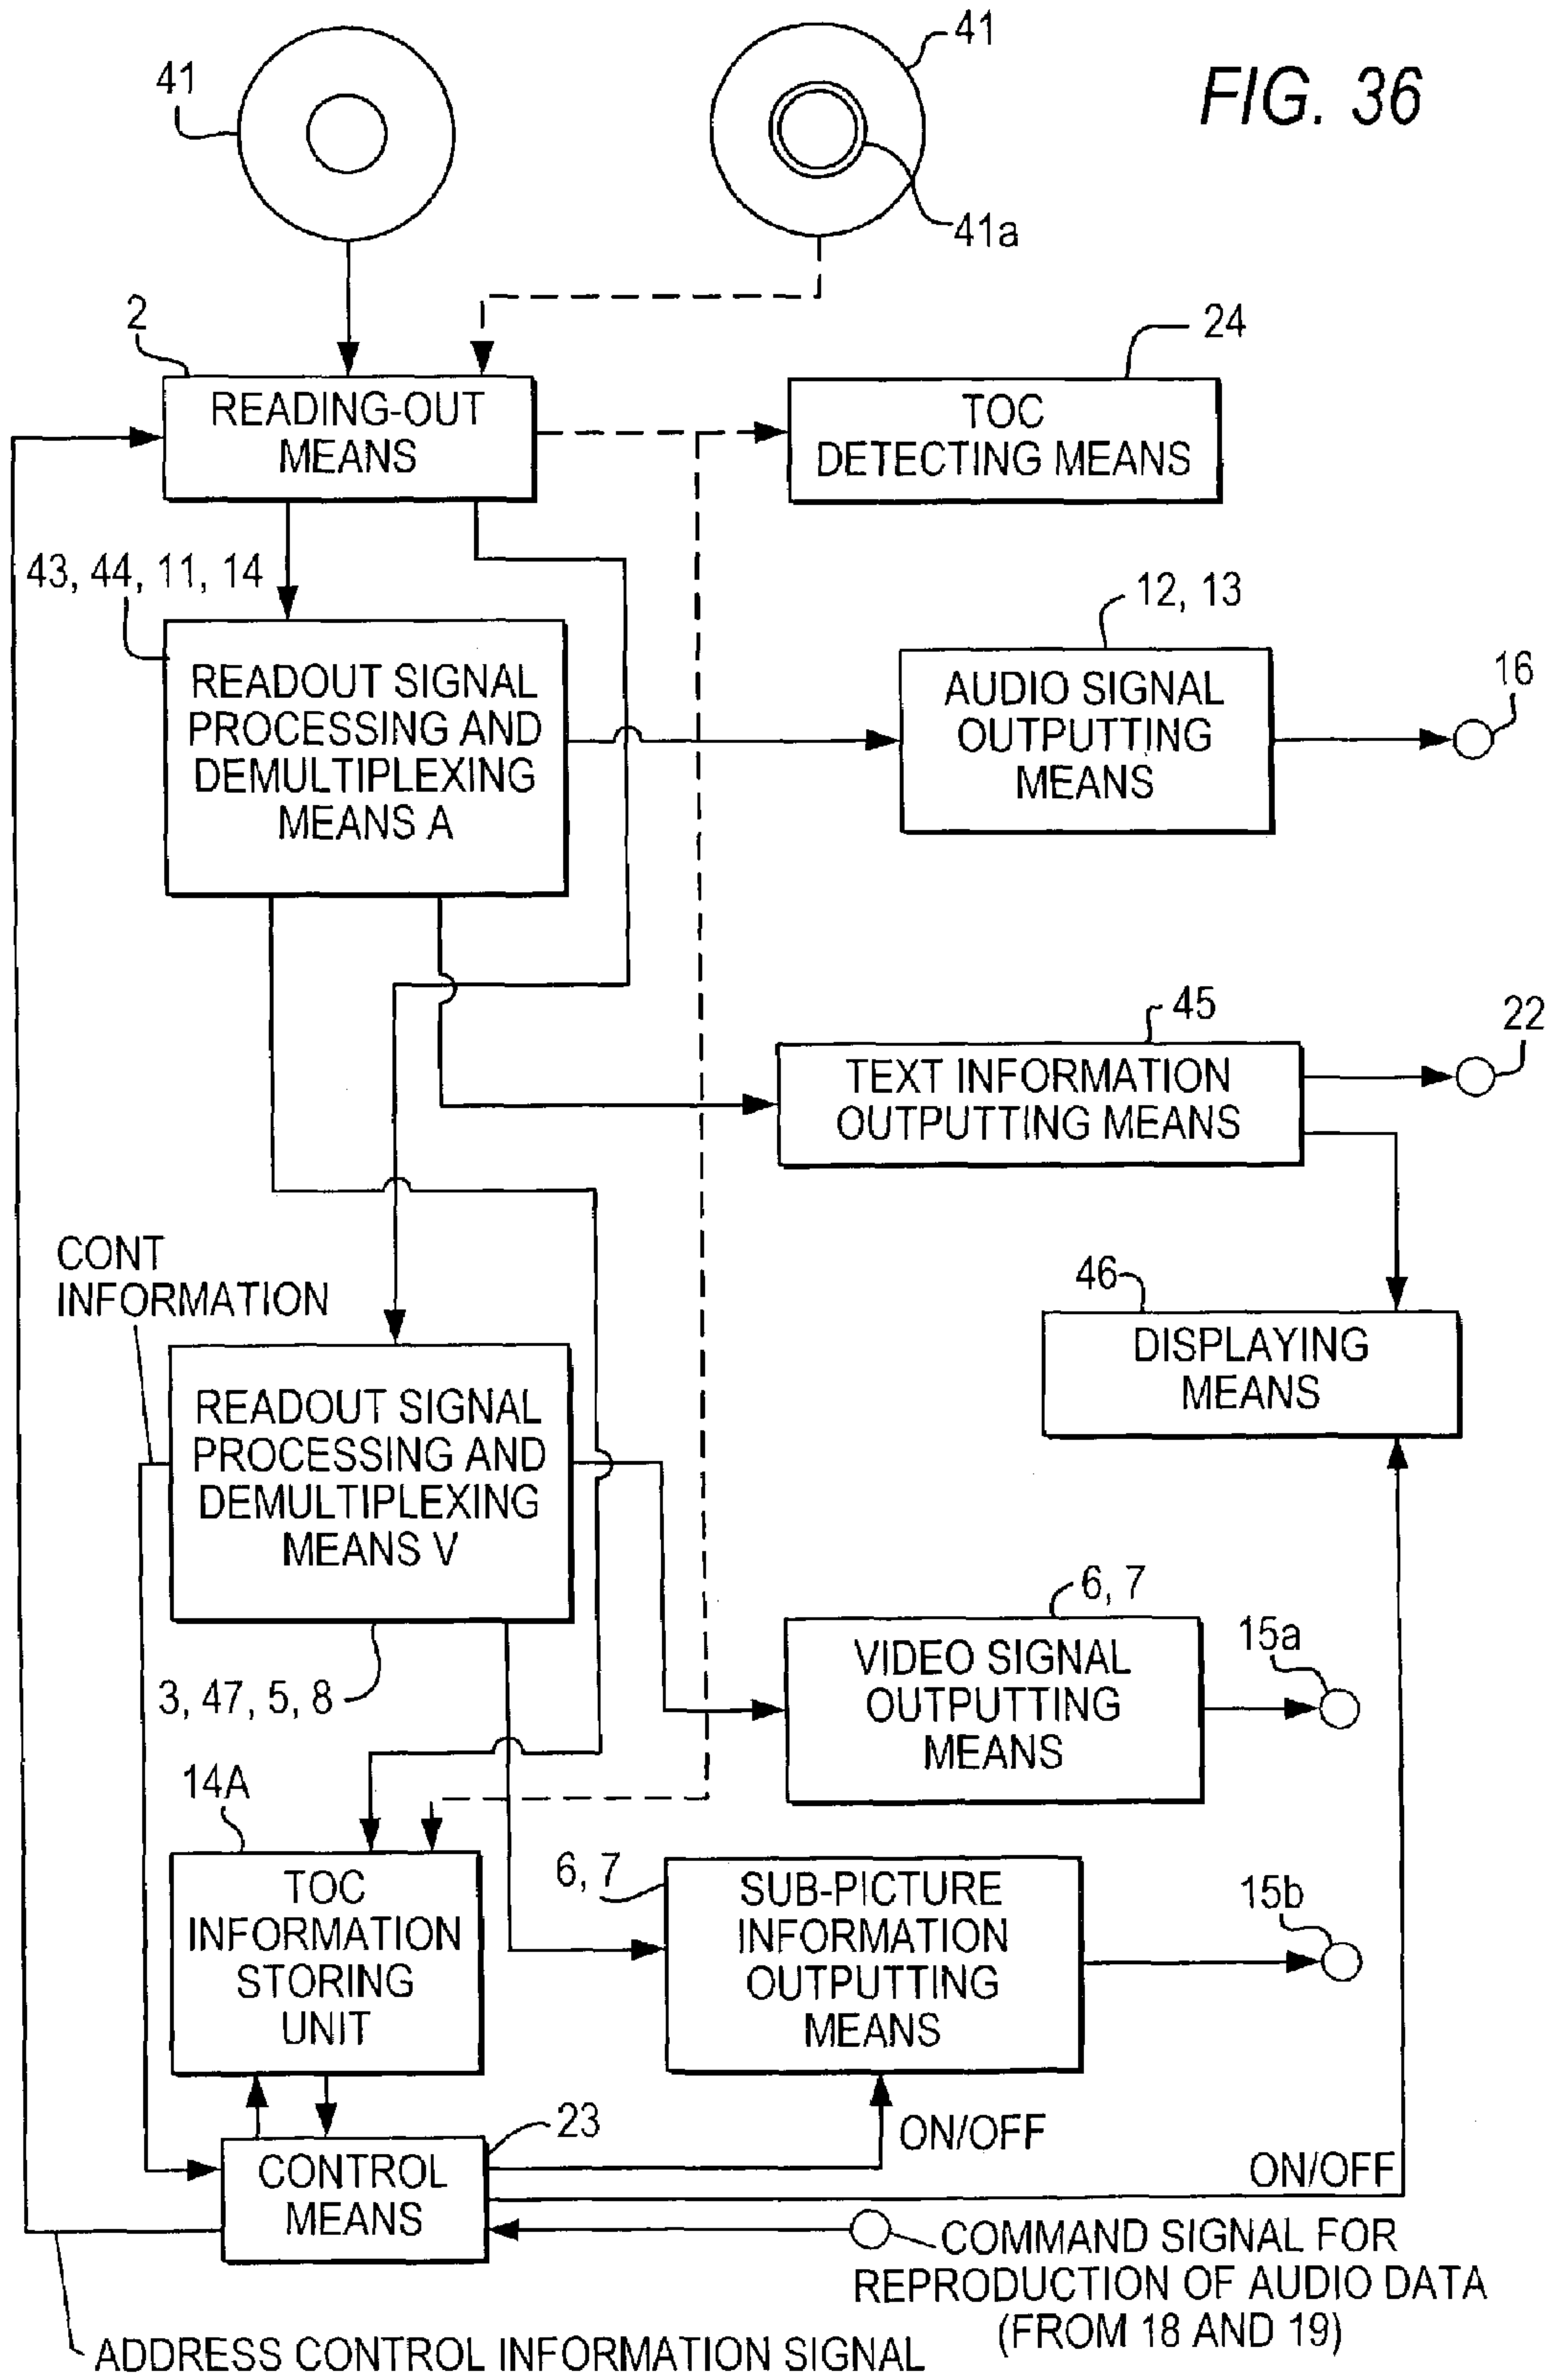 41
41
FIG. 36
41a
2
24
READING-OUT
MEANS
TOC
DETECTING MEANS
43, 44, 11, 14
12, 13
READOUT SIGNAL
PROCESSING AND
DEMULTIPLEXING
MEANS A
AUDIO SIGNAL
OUTPUTTING
MEANS
16
45
22
TEXT INFORMATION
OUTPUTTING MEANS
CONT
INFORMATION
46
DISPLAYING
MEANS
READOUT SIGNAL
PROCESSING AND
DEMULTIPLEXING
MEANS V
3, 47, 5, 8
6, 7
VIDEO SIGNAL
OUTPUTTING
MEANS
15a
14A
TOC
INFORMATION
STORING
UNIT
6, 7
SUB-PICTURE
INFORMATION
OUTPUTTING
MEANS
15b
23
ON/OFF
CONTROL
MEANS
ON/OFF
COMMAND SIGNAL FOR
REPRODUCTION OF AUDIO DATA
(FROM 18 AND 19)
ADDRESS CONTROL INFORMATION SIGNAL